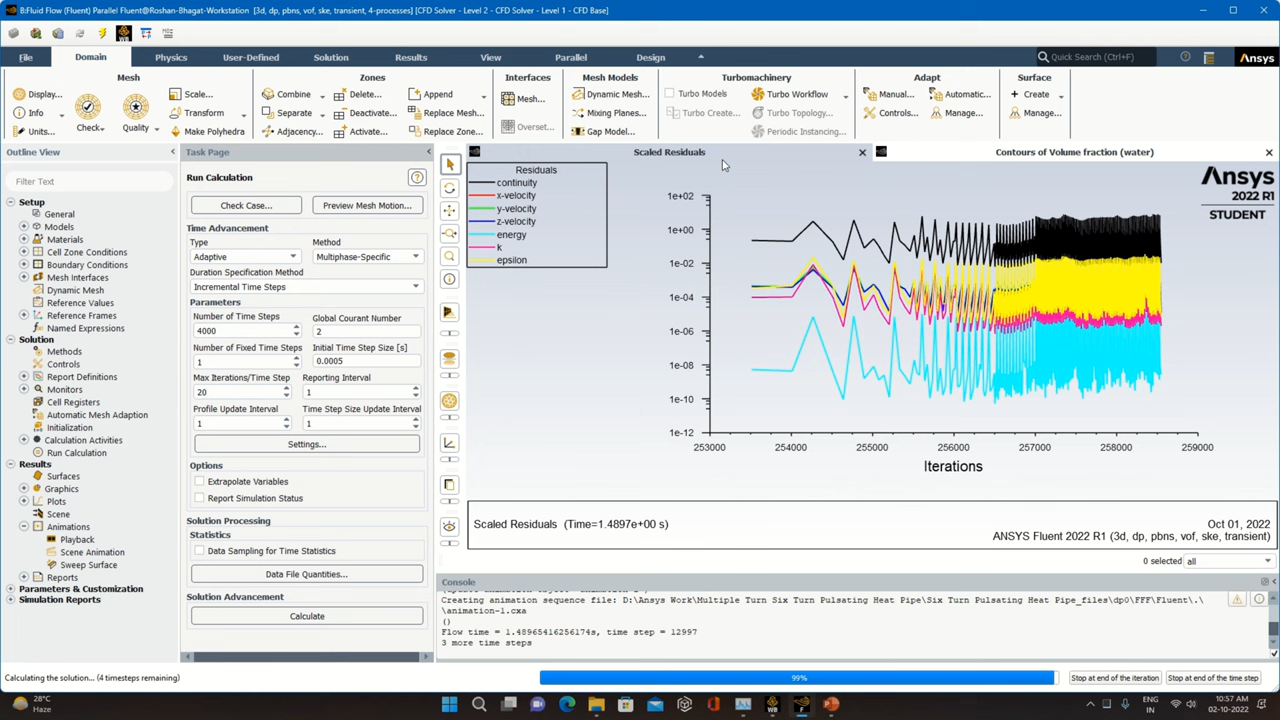 B:Fluid Flow (Fluent) Parallel Fluent@Roshan-Bhagat-Workstation [3d, dp, pbns, vof, ske, transient, 4-processes] [CFD Solver - Level 2 - CFD Solver - Level 1 - CFD Base]
File Domain Physics User-Defined Solution Results View Parallel Design Quick Search (Ctrl+F) Ansys
Mesh Zones Interfaces Mesh Models Turbomachinery Adapt Surface
Display... Scale... Combine Delete... Append Mesh... Dynamic Mesh... Turbo Models Turbo Workflow Manual... Automatic... Create
Info Check Quality Transform Separate Deactivate... Replace Mesh... Mixing Planes... Turbo Create... Turbo Topology... Controls... Manage... Manage...
Units... Make Polyhedra Adjacency... Activate... Replace Zone... Overset... Gap Model... Periodic Instancing...
Outline View
Filter Text
Setup
General
Models
Materials
Cell Zone Conditions
Boundary Conditions
Mesh Interfaces
Dynamic Mesh
Reference Values
Reference Frames
Named Expressions
Solution
Methods
Controls
Report Definitions
Monitors
Cell Registers
Automatic Mesh Adaption
Initialization
Calculation Activities
Run Calculation
Results
Surfaces
Graphics
Plots
Scene
Animations
Playback
Scene Animation
Sweep Surface
Reports
Parameters & Customization
Simulation Reports
Task Page
Run Calculation
Check Case... Preview Mesh Motion...
Time Advancement
Type Method
Adaptive Multiphase-Specific
Duration Specification Method
Incremental Time Steps
Parameters
Number of Time Steps Global Courant Number
4000 2
Number of Fixed Time Steps Initial Time Step Size [s]
1 0.0005
Max Iterations/Time Step Reporting Interval
20 1
Profile Update Interval Time Step Size Update Interval
1 1
Settings...
Options
Extrapolate Variables
Report Simulation Status
Solution Processing
Statistics
Data Sampling for Time Statistics
Data File Quantities...
Solution Advancement
Calculate
Scaled Residuals Contours of Volume fraction (water)
Residuals
continuity
x-velocity
y-velocity
z-velocity
energy
k
epsilon
Ansys
2022 R1
STUDENT
1e+02
1e+00
1e-02
1e-04
1e-06
1e-08
1e-10
1e-12
253000 254000 255000 256000 257000 258000 259000
Iterations
Scaled Residuals (Time=1.4897e+00 s) Oct 01, 2022
ANSYS Fluent 2022 R1 (3d, dp, pbns, vof, ske, transient)
0 selected all
Console
Creating animation sequence file: D:\Ansys Work\Multiple Turn Six Turn Pulsating Heat Pipe\Six Turn Pulsating Heat Pipe_files\dp0\FFF\Fluent\.\
\animation-1.cxa
()
Flow time = 1.48965416256174s, time step = 12997
3 more time steps
Calculating the solution... (4 timesteps remaining) 99% Stop at end of the iteration Stop at end of the time step
28°C
Haze
ENG
IN
10:57 AM
02-10-2022